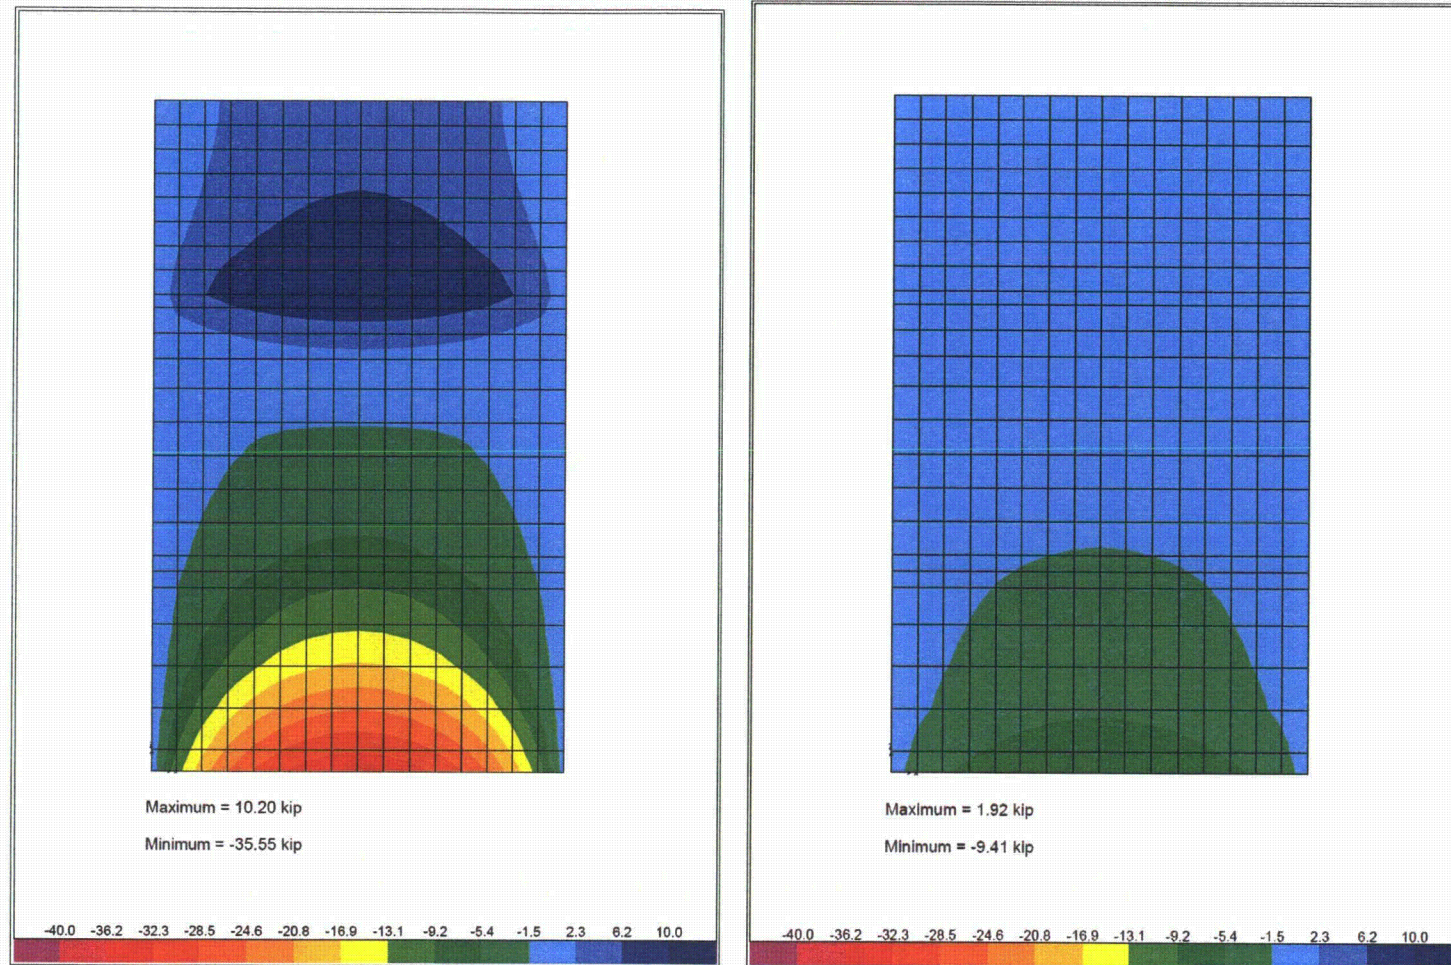 Maximum = 10.20 kip
Minimum = -35.55 kip
-40.0 -36.2 -32.3 -28.5 -24.6 -20.8 -16.9 -13.1 -9.2 -5.4 -1.5 2.3 6.2 10.0
Maximum = 1.92 kip
Minimum = -9.41 kip
-40.0 -36.2 -32.3 -28.5 -24.6 -20.8 -16.9 -13.1 -9.2 -5.4 -1.5 2.3 6.2 10.0